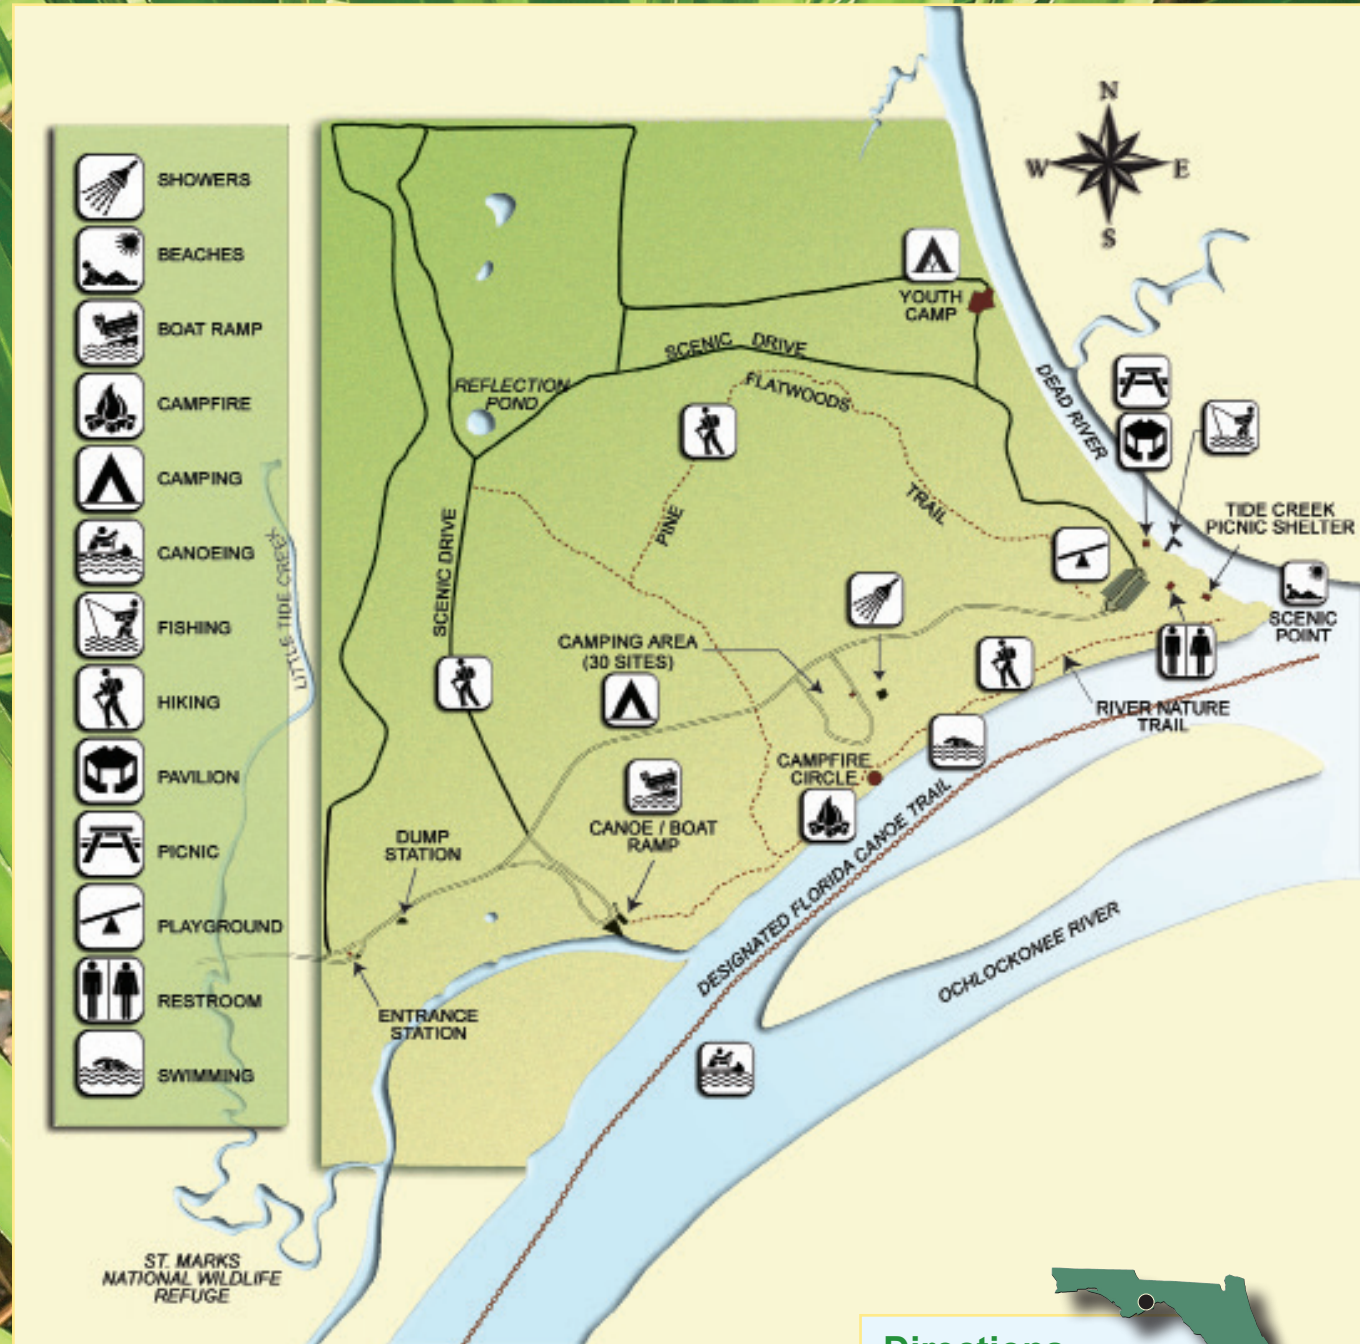 SHOWERS
BEACHES
BOAT RAMP
CAMPFIRE
CAMPING
CANOEING
FISHING
HIKING
PAVILION
PICNIC
PLAYGROUND
RESTROOM
SWIMMING
LITTLE TIDE CREEK
ST. MARKS
NATIONAL WILDLIFE
REFUGE
N
W
E
S
YOUTH
CAMP
SCENIC DRIVE
REFLECTION
POND
FLATWOODS
DEAD RIVER
PINE
TRAIL
SCENIC DRIVE
TIDE CREEK
PICNIC SHELTER
SCENIC
POINT
CAMPING AREA
(30 SITES)
RIVER NATURE
TRAIL
CAMPFIRE
CIRCLE
CANOE / BOAT
RAMP
DUMP
STATION
DESIGNATED FLORIDA CANOE TRAIL
OCHLOCKONEE RIVER
ENTRANCE
STATION
Directions